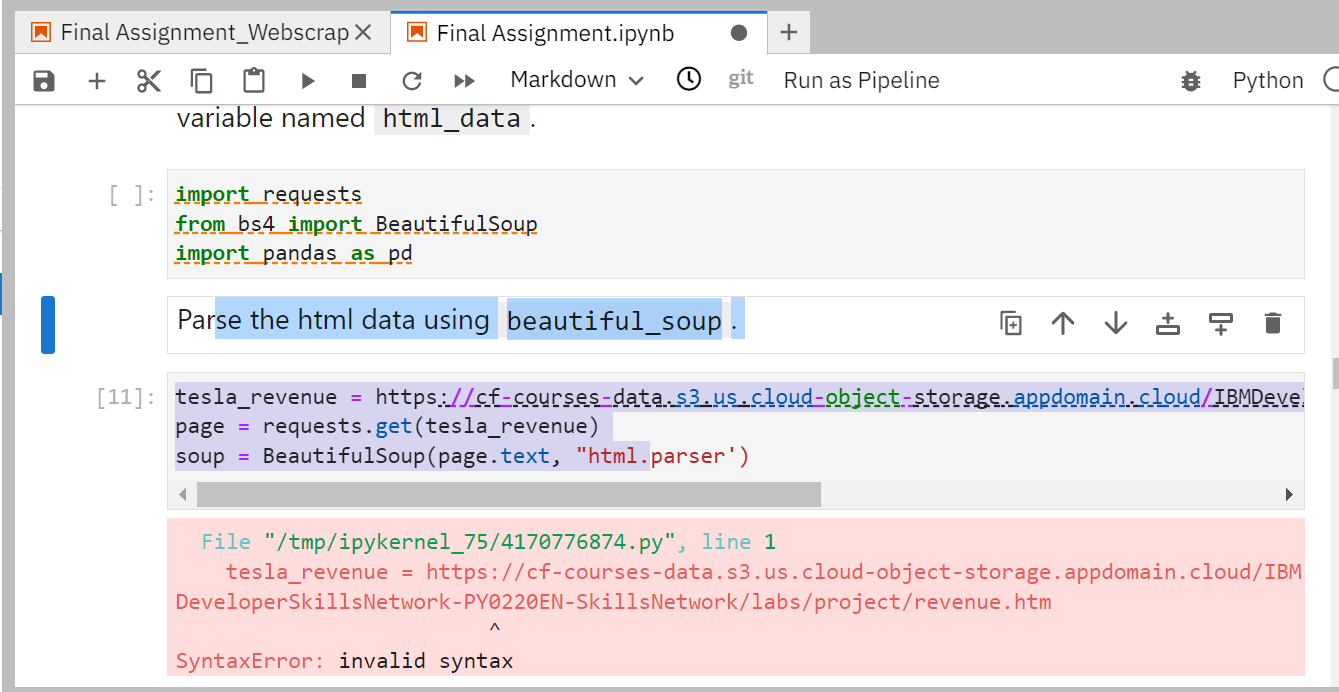 Final Assignment_Webscrap
Final Assignment.ipynb
Markdown
git
Run as Pipeline
Python
variable named html_data .
[ ]:
import requests
from bs4 import BeautifulSoup
import pandas as pd
Parse the html data using beautiful_soup .
[11]:
tesla_revenue = https://cf-courses-data.s3.us.cloud-object-storage.appdomain.cloud/IBMDevel
page = requests.get(tesla_revenue)
soup = BeautifulSoup(page.text, "html.parser')
File "/tmp/ipykernel_75/4170776874.py", line 1
tesla_revenue = https://cf-courses-data.s3.us.cloud-object-storage.appdomain.cloud/IBM
DeveloperSkillsNetwork-PY0220EN-SkillsNetwork/labs/project/revenue.htm
^
SyntaxError: invalid syntax